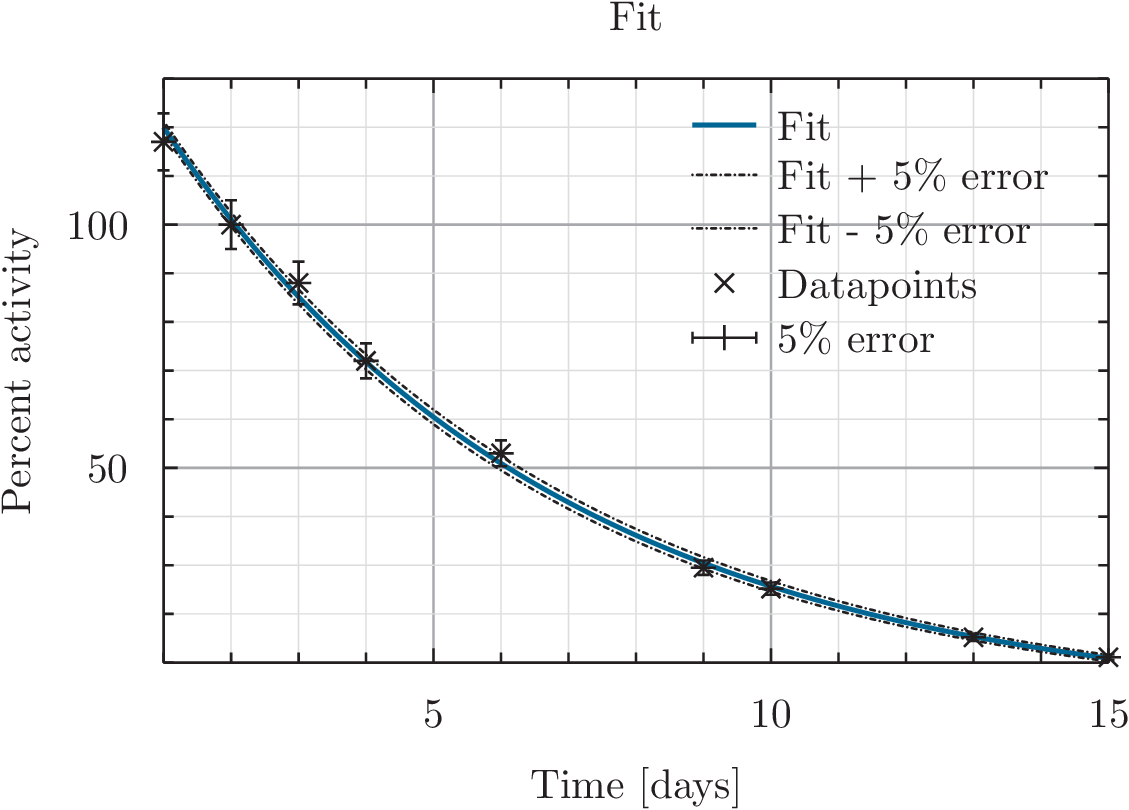 Fit
Fit
Fit + 5% error
Fit - 5% error
Datapoints
5% error
100
50
Percent activity
5 10 15
Time [days]